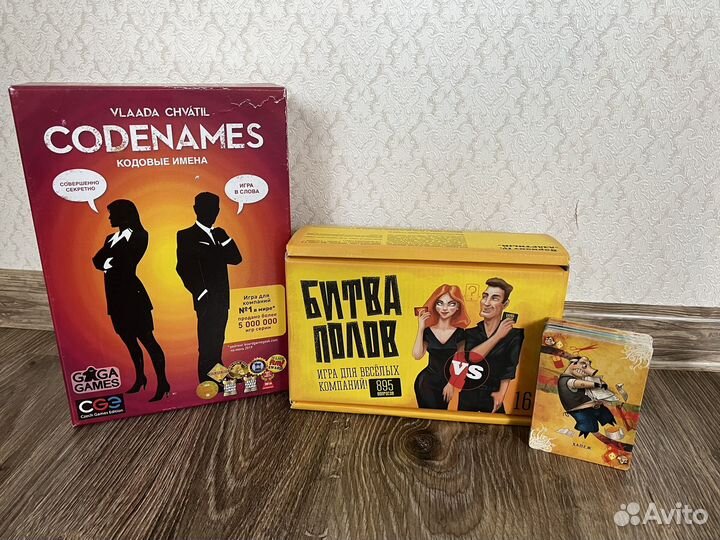 VLAADA CHVÁTIL
CODENAMES
КОДОВЫЕ ИМЕНА
СОВЕРШЕННО
СЕКРЕТНО
ИГРА
В СЛОВА
Игра для
компаний
№1 в мире*
продано более
5 000 000
игр серии
GAGA
GAMES
CGE
Czech Games Edition
БИТВА
ПОЛОВ
ИГРА ДЛЯ ВЕСЁЛЫХ
КОМПАНИЙ!
895
ВОПРОСОВ
VS
16
Avito